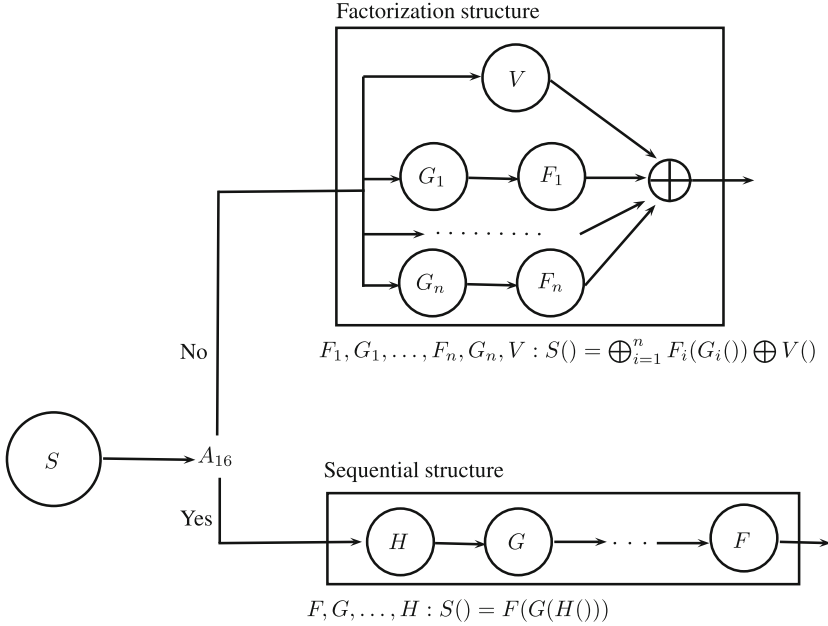 Factorization structure
V
G₁ F₁
. . . . . . . . .
Gₙ Fₙ
No
F₁, G₁, . . . , Fₙ, Gₙ, V : S() = ⨁ⁿᵢ₌₁ Fᵢ(Gᵢ()) ⨁ V()
S
A₁₆
Sequential structure
Yes
H G . . . F
F, G, . . . , H : S() = F(G(H()))